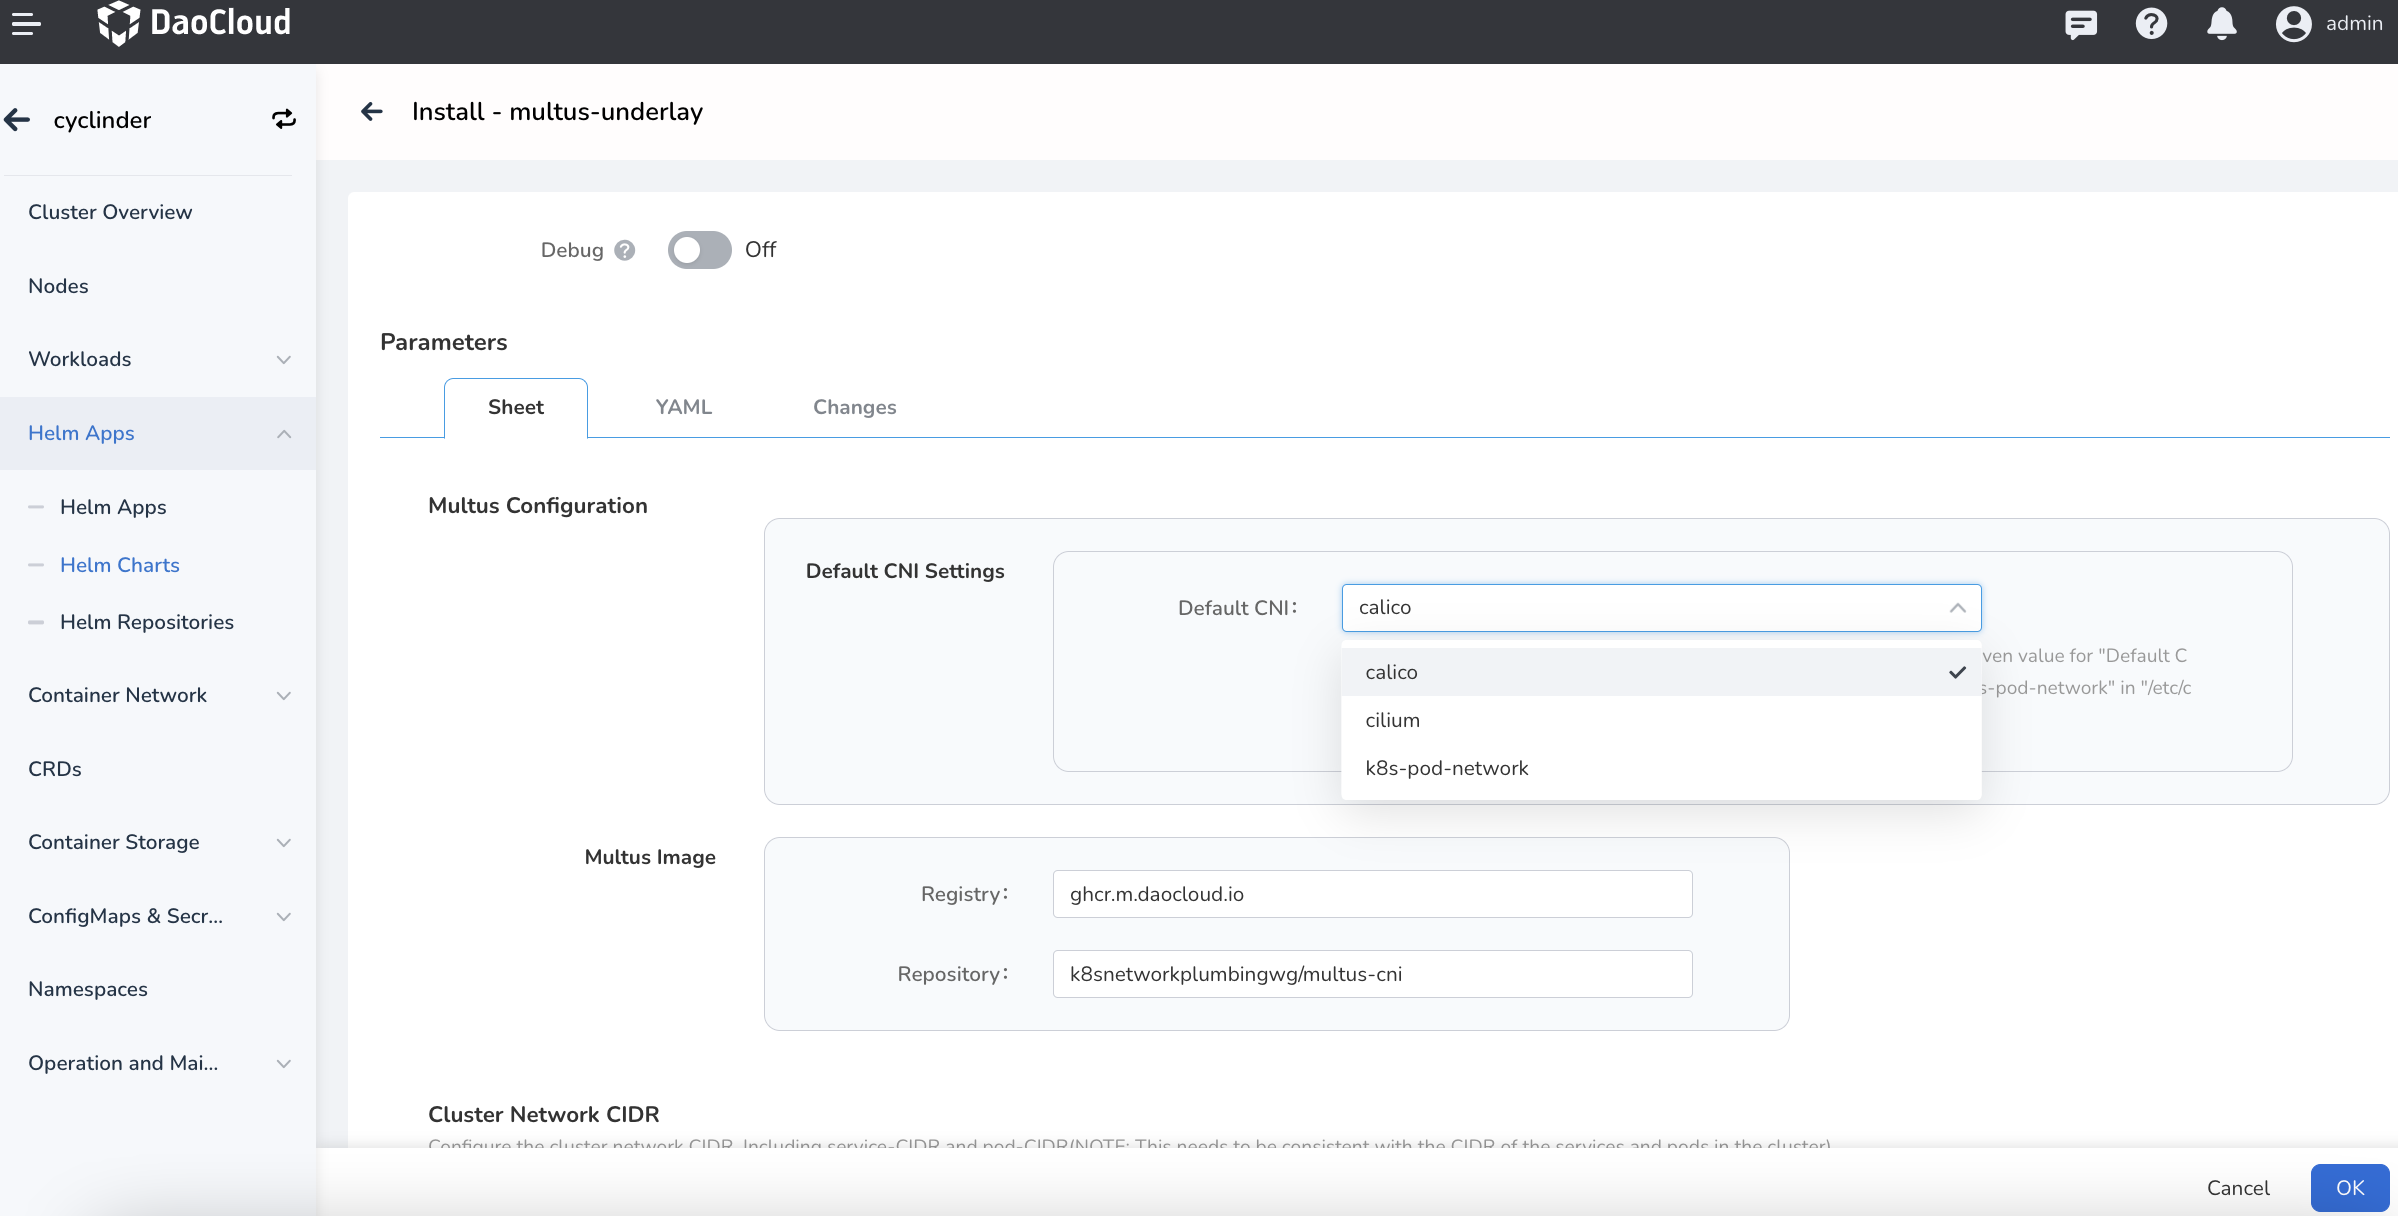 DaoCloud
admin
cyclinder
Install - multus-underlay
Cluster Overview
Nodes
Workloads
Helm Apps
Helm Apps
Helm Charts
Helm Repositories
Container Network
CRDs
Container Storage
ConfigMaps & Secr...
Namespaces
Operation and Mai...
Debug ?
Off
Parameters
Sheet
YAML
Changes
Multus Configuration
Default CNI Settings
Default CNI:
calico
ven value for "Default C
s-pod-network" in "/etc/c
calico
cilium
k8s-pod-network
Multus Image
Registry:
ghcr.m.daocloud.io
Repository:
k8snetworkplumbingwg/multus-cni
Cluster Network CIDR
Configure the cluster network CIDR, Including service-CIDR and pod-CIDR(NOTE: This needs to be consistent with the CIDR of the services and pods in the cluster)
Cancel
OK